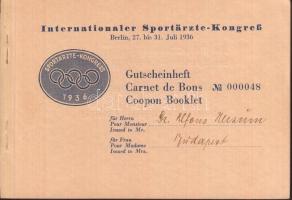 Internationaler Sportärzte-Kongreß
Berlin, 27. bis 31. Juli 1936
SPORTÄRZTE-KONGRESS
1936
Gutscheinheft
Carnet de Bons № 000048
Coopon Booklet
für Herrn
Pour Monsieur
Issued to Mr.
Dr. Alfons
für Frau
Pour Madame
Issued to Mrs.
Budapest